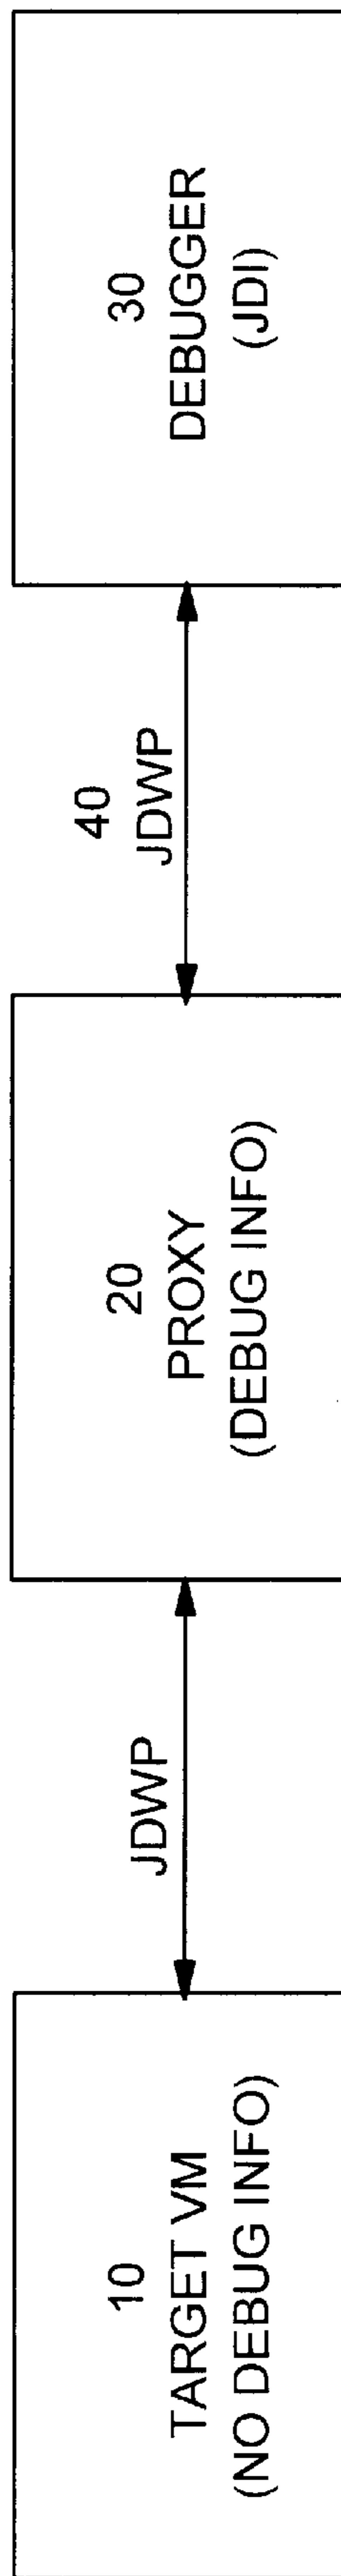 10
TARGET VM
(NO DEBUG INFO)
JDWP
20
PROXY
(DEBUG INFO)
40
JDWP
30
DEBUGGER
(JDI)